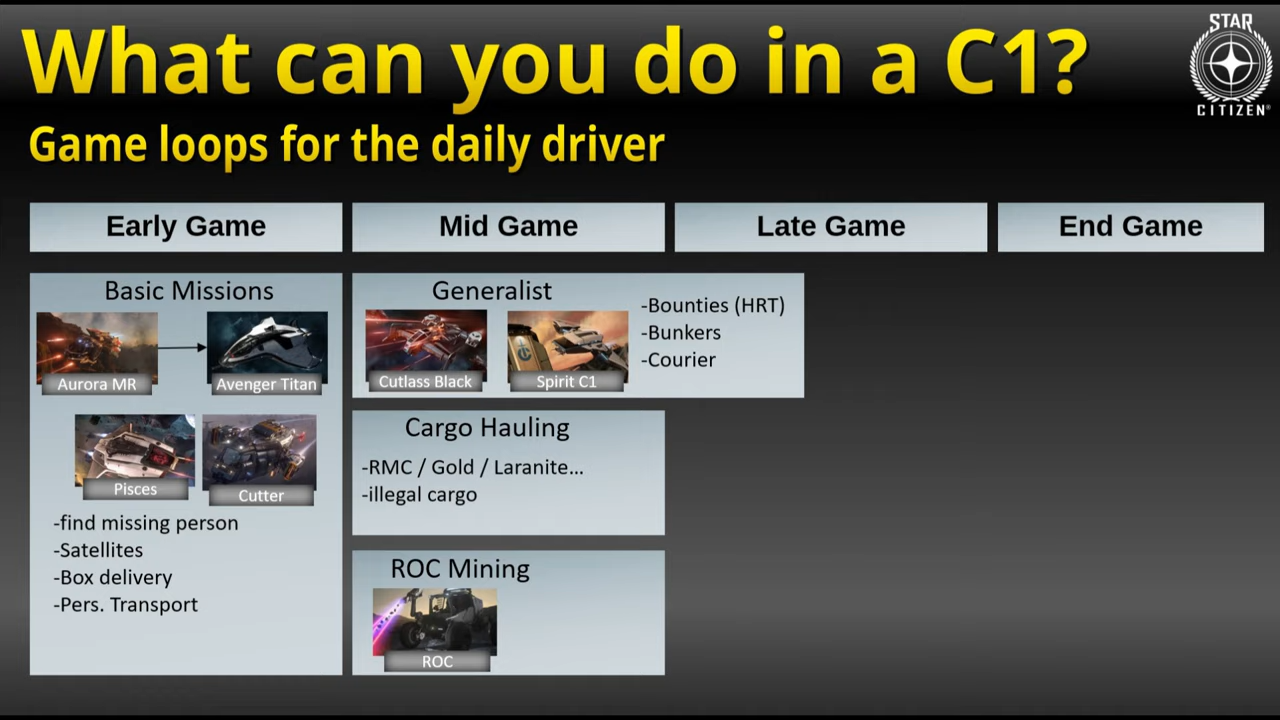 What can you do in a C1?
STAR
CITIZEN®
Game loops for the daily driver
Early Game
Mid Game
Late Game
End Game
Basic Missions
Aurora MR
Avenger Titan
Pisces
Cutter
-find missing person
-Satellites
-Box delivery
-Pers. Transport
Generalist
Cutlass Black
Spirit C1
-Bounties (HRT)
-Bunkers
-Courier
Cargo Hauling
-RMC / Gold / Laranite...
-illegal cargo
ROC Mining
ROC